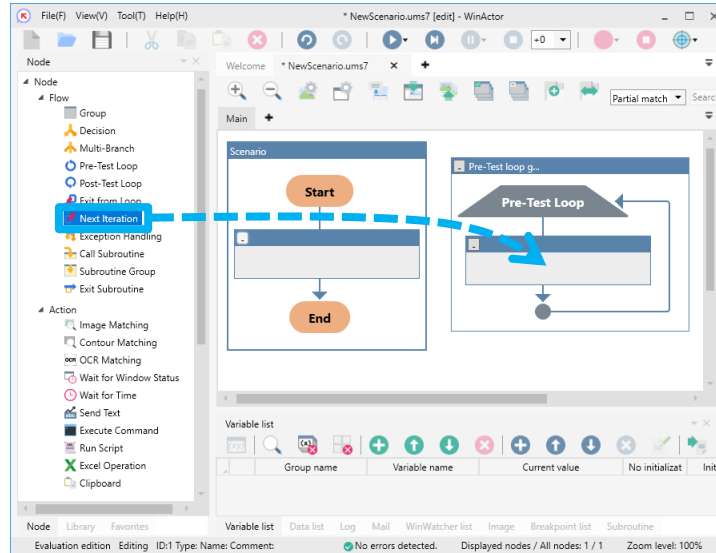 File(F) View(V) Tool(T) Help(H)
* NewScenario.ums7 [edit] - WinActor
+0
Node
Welcome * NewScenario.ums7
Partial match
Searc
Main
Node
Flow
Group
Decision
Multi-Branch
Pre-Test Loop
Post-Test Loop
Exit from Loop
Next Iteration
Exception Handling
Call Subroutine
Subroutine Group
Exit Subroutine
Action
Image Matching
Contour Matching
OCR Matching
Wait for Window Status
Wait for Time
Send Text
Execute Command
Run Script
Excel Operation
Clipboard
Scenario
Start
End
Pre-Test loop g...
Pre-Test Loop
Variable list
Group name Variable name Current value No initializat Init
Node Library Favorites
Variable list Data list Log Mail WinWatcher list Image Breakpoint list Subroutine
Evaluation edition Editing ID:1 Type: Name: Comment: No errors detected. Displayed nodes / All nodes: 1 / 1 Zoom level: 100%